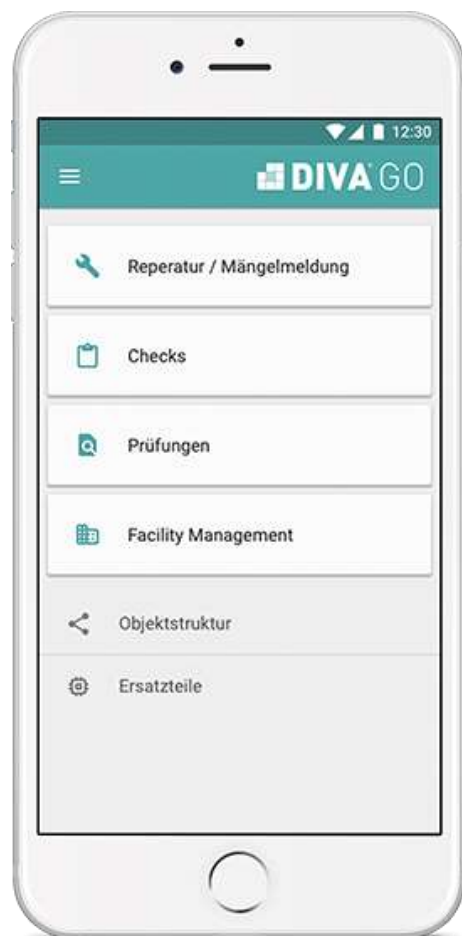 12:30
DIVA GO
Reperatur / Mängelmeldung
Checks
Prüfungen
Facility Management
Objektstruktur
Ersatzteile